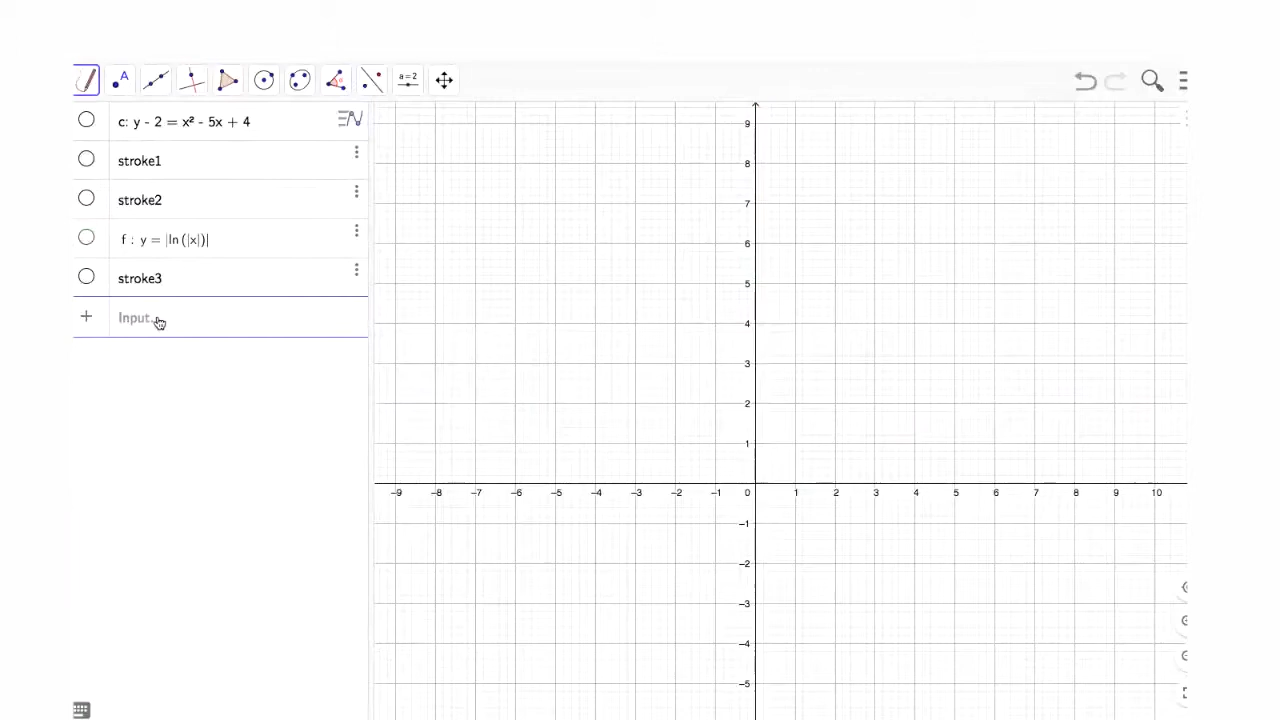 A
a = 2
c: y - 2 = x² - 5x + 4
stroke1
stroke2
f : y = |ln(|x|)|
stroke3
+ Input...
9
8
7
6
5
4
3
2
1
-9 -8 -7 -6 -5 -4 -3 -2 -1 0 1 2 3 4 5 6 7 8 9 10
-1
-2
-3
-4
-5